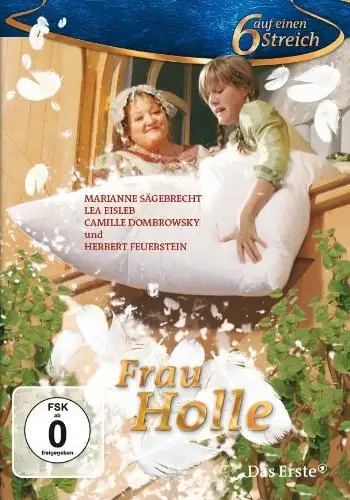 6 auf einen
Streich
MARIANNE SÄGEBRECHT
LEA EISLEB
CAMILLE DOMBROWSKY
und
HERBERT FEUERSTEIN
Frau
Holle
FSK
ab
0
freigegeben
Das Erste